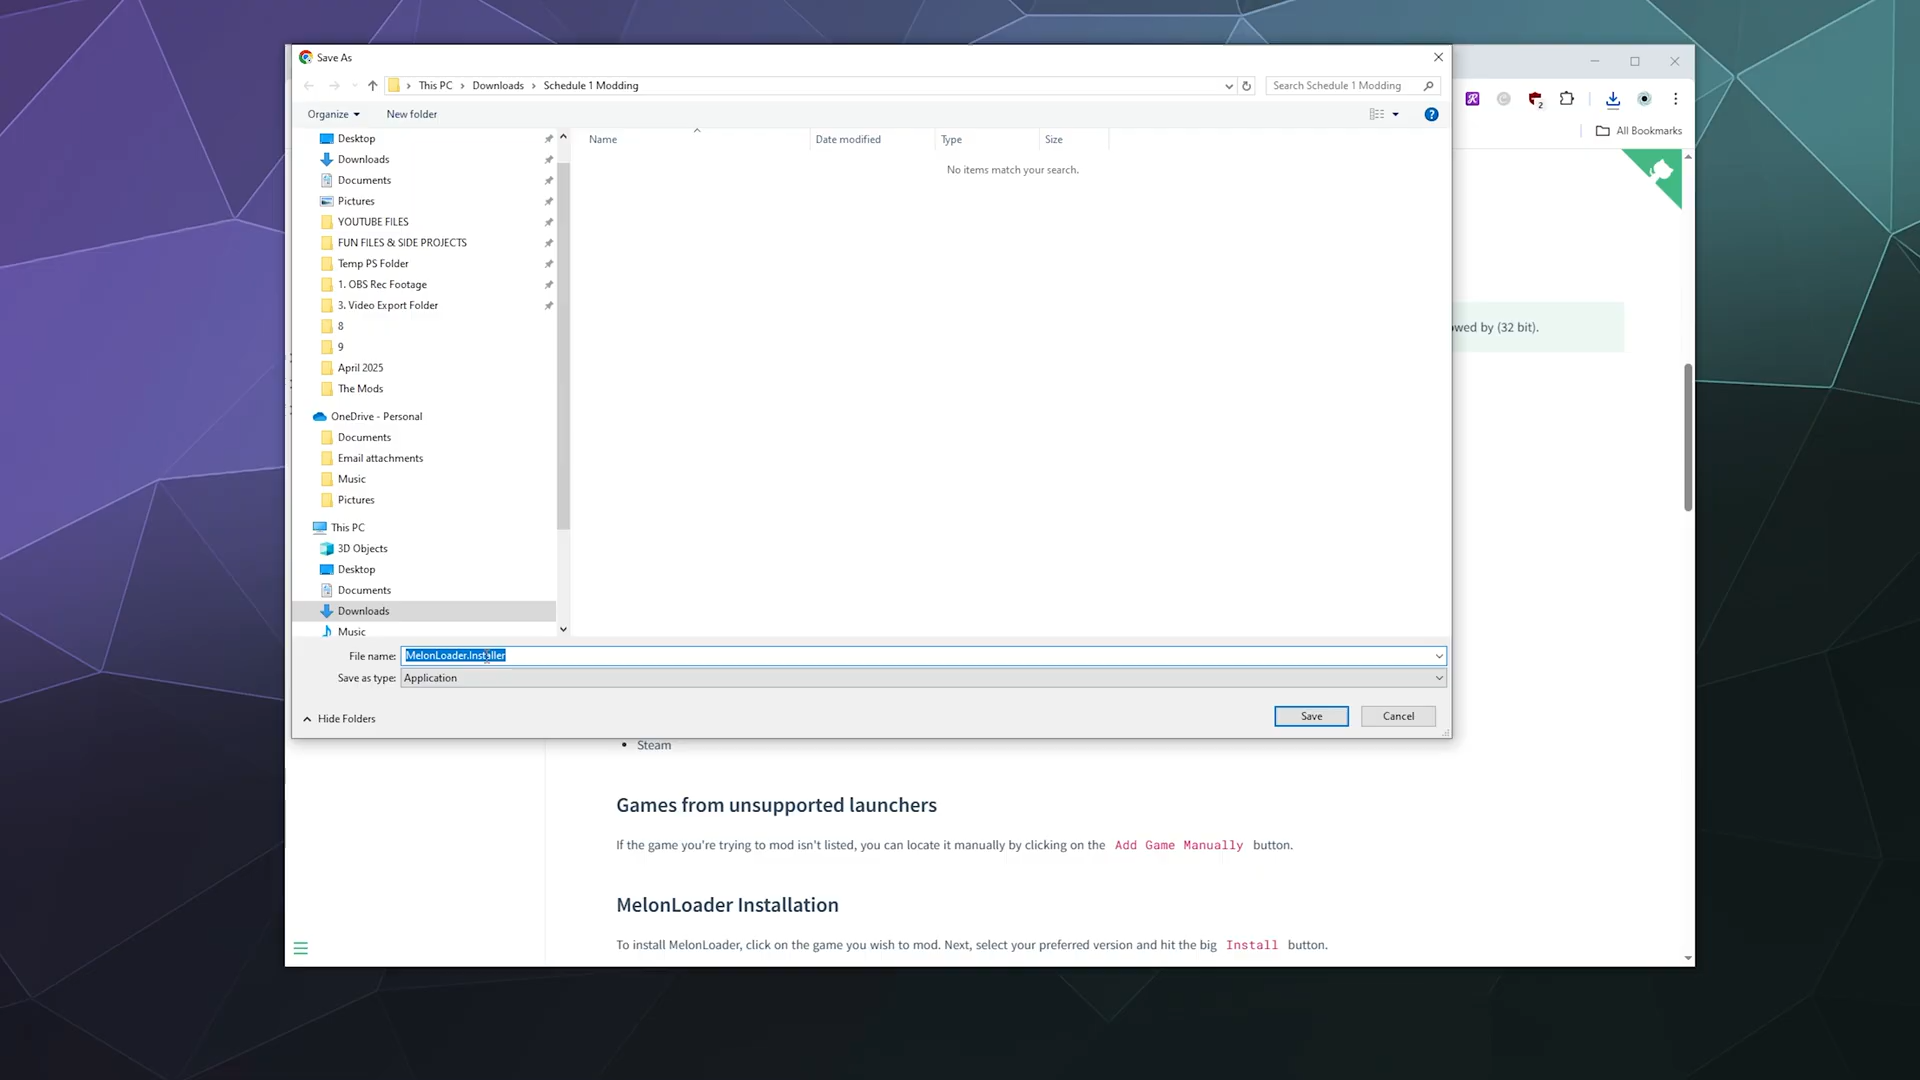 Save As
This PC › Downloads › Schedule 1 Modding
Search Schedule 1 Modding
Organize
New folder
2
All Bookmarks
Name
Date modified
Type
Size
No items match your search.
Desktop
Downloads
Documents
Pictures
YOUTUBE FILES
FUN FILES & SIDE PROJECTS
Temp PS Folder
1. OBS Rec Footage
3. Video Export Folder
8
9
April 2025
The Mods
OneDrive - Personal
Documents
Email attachments
Music
Pictures
This PC
3D Objects
Desktop
Documents
Downloads
Music
owed by (32 bit).
File name: MelonLoader.Installer
Save as type: Application
Hide Folders
Save
Cancel
• Steam
Games from unsupported launchers
If the game you're trying to mod isn't listed, you can locate it manually by clicking on the Add Game Manually button.
MelonLoader Installation
To install MelonLoader, click on the game you wish to mod. Next, select your preferred version and hit the big Install button.